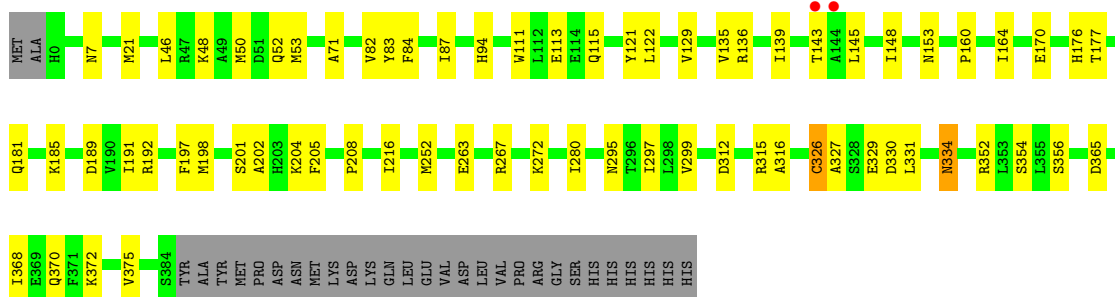 MET ALA H0 N7 M21 L46 R47 K48 A49 M50 D51 Q52 M53 A71 V82 Y83 F84 I87 H94 W111 L112 E113 E114 Q115 Y121 L122 V129 V135 R136 I139 T143 A144 L145 I148 N153 P160 I164 E170 H176 T177
Q181 K185 D189 V190 I191 R192 F197 M198 S201 A202 H203 K204 F205 P208 I216 M252 E263 R267 K272 I280 N295 T296 I297 L298 V299 D312 R315 A316 C326 A327 S328 E329 D330 L331 N334 R352 L353 S354 L355 S356 D365
I368 E369 Q370 F371 K372 V375 S384 TYR ALA TYR MET PRO ASP ASN MET LYS ASP LYS GLN LEU GLU VAL ASP LEU VAL PRO ARG GLY SER HIS HIS HIS HIS HIS HIS